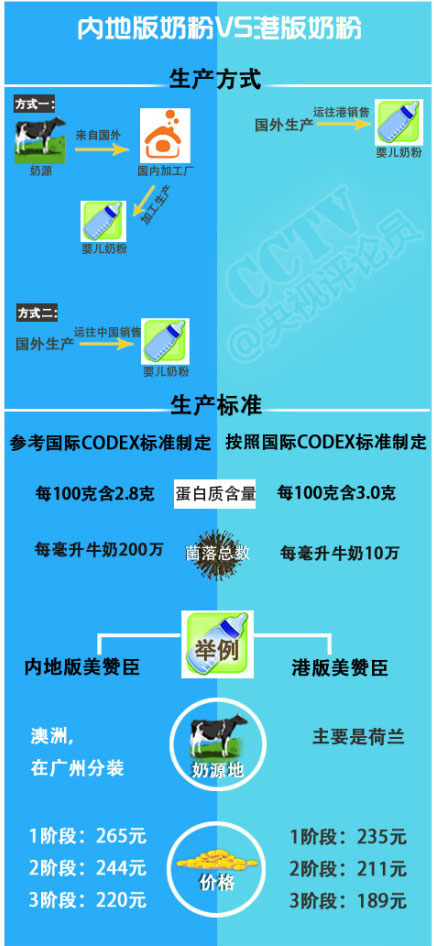 内地版奶粉VS港版奶粉
生产方式
方式一:
来自国外
奶源
国内加工厂
加工生产
婴儿奶粉
国外生产
运往港销售
婴儿奶粉
CCTV
@央视评论员
方式二:
国外生产
运往中国销售
婴儿奶粉
生产标准
参考国际CODEX标准制定
按照国际CODEX标准制定
每100克含2.8克
蛋白质含量
每100克含3.0克
每毫升牛奶200万
菌落总数
每毫升牛奶10万
举例
内地版美赞臣
港版美赞臣
澳洲,
在广州分装
奶源地
主要是荷兰
1阶段：265元
2阶段：244元
3阶段：220元
价格
1阶段：235元
2阶段：211元
3阶段：189元